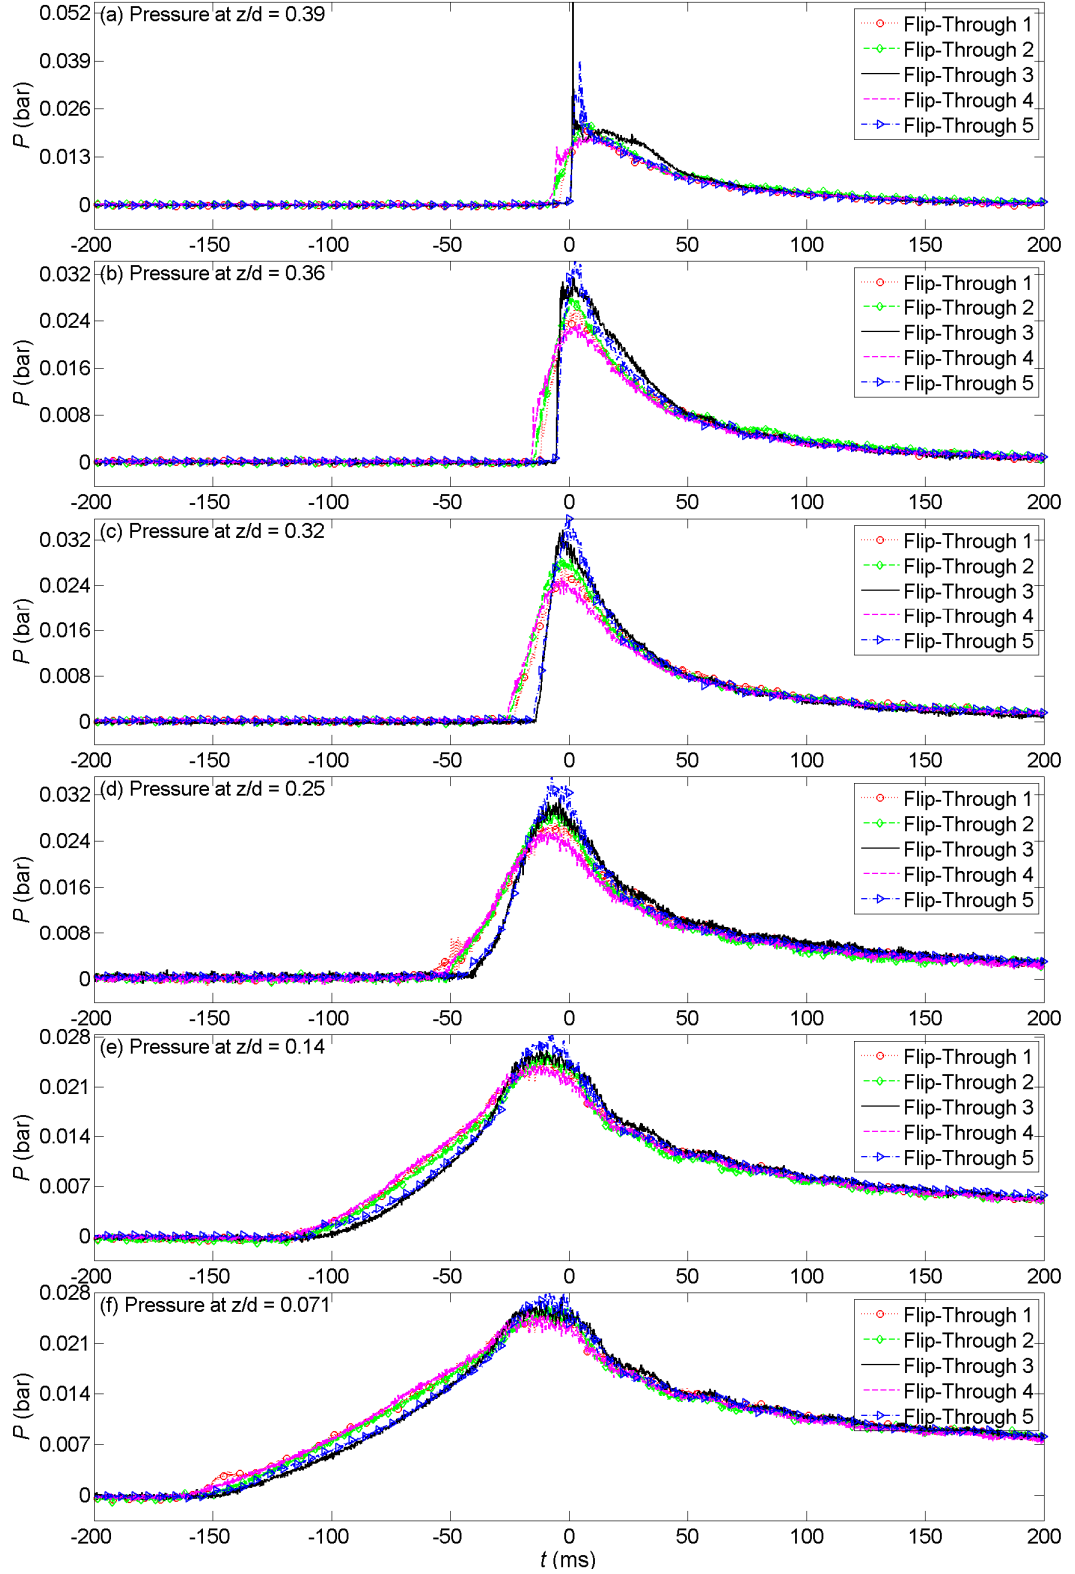 (a) Pressure at z/d = 0.39
0.052
0.039
0.026
0.013
0
P (bar)
Flip-Through 1
Flip-Through 2
Flip-Through 3
Flip-Through 4
Flip-Through 5
-200 -150 -100 -50 0 50 100 150 200
(b) Pressure at z/d = 0.36
0.032
0.024
0.016
0.008
0
P (bar)
Flip-Through 1
Flip-Through 2
Flip-Through 3
Flip-Through 4
Flip-Through 5
-200 -150 -100 -50 0 50 100 150 200
(c) Pressure at z/d = 0.32
0.032
0.024
0.016
0.008
0
P (bar)
Flip-Through 1
Flip-Through 2
Flip-Through 3
Flip-Through 4
Flip-Through 5
-200 -150 -100 -50 0 50 100 150 200
(d) Pressure at z/d = 0.25
0.032
0.024
0.016
0.008
0
P (bar)
Flip-Through 1
Flip-Through 2
Flip-Through 3
Flip-Through 4
Flip-Through 5
-200 -150 -100 -50 0 50 100 150 200
(e) Pressure at z/d = 0.14
0.028
0.021
0.014
0.007
0
P (bar)
Flip-Through 1
Flip-Through 2
Flip-Through 3
Flip-Through 4
Flip-Through 5
-200 -150 -100 -50 0 50 100 150 200
(f) Pressure at z/d = 0.071
0.028
0.021
0.014
0.007
0
P (bar)
Flip-Through 1
Flip-Through 2
Flip-Through 3
Flip-Through 4
Flip-Through 5
-200 -150 -100 -50 0 50 100 150 200
t (ms)